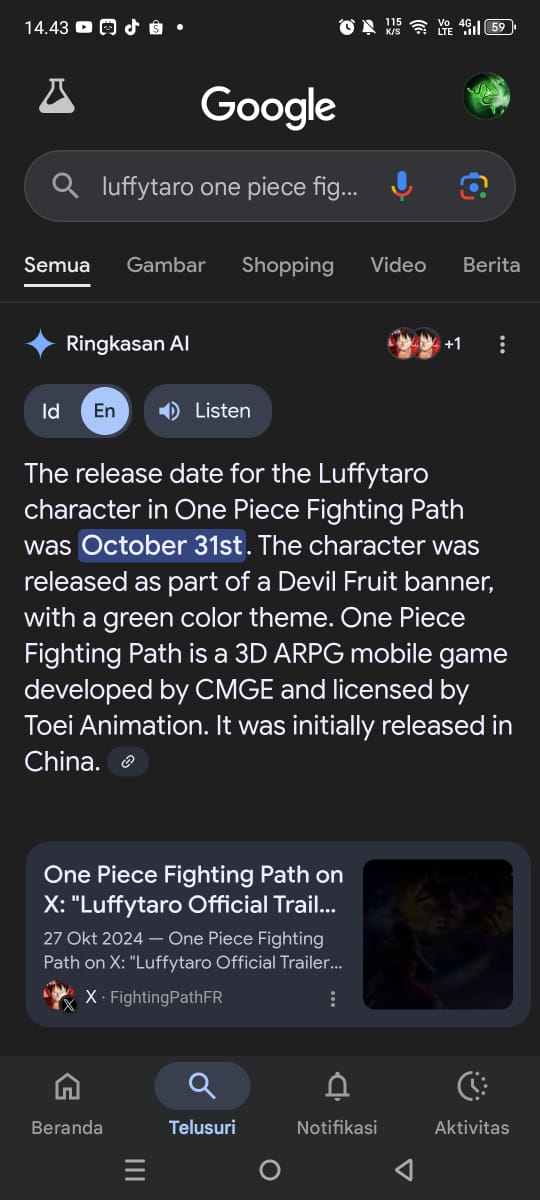 14.43
115
K/S
Vo
LTE
4G
59
Google
luffytaro one piece fig...
Semua Gambar Shopping Video Berita
Ringkasan AI
+1
Id En Listen
The release date for the Luffytaro
character in One Piece Fighting Path
was October 31st. The character was
released as part of a Devil Fruit banner,
with a green color theme. One Piece
Fighting Path is a 3D ARPG mobile game
developed by CMGE and licensed by
Toei Animation. It was initially released in
China.
One Piece Fighting Path on
X: "Luffytaro Official Trail...
27 Okt 2024 — One Piece Fighting
Path on X: "Luffytaro Official Trailer...
X · FightingPathFR
Beranda Telusuri Notifikasi Aktivitas